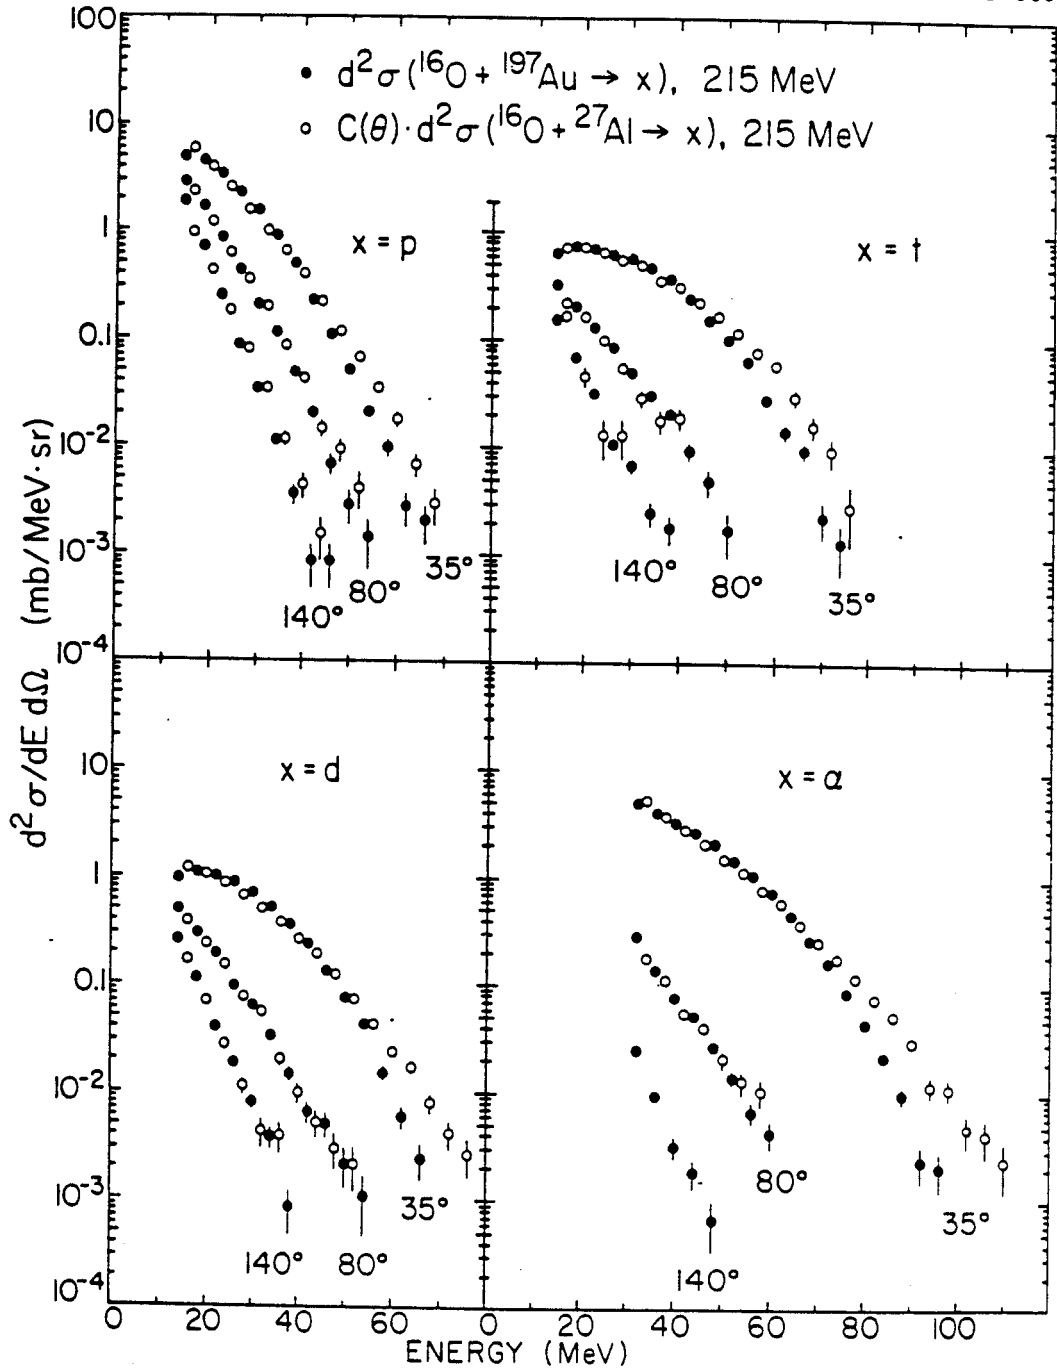 100
• d²σ(¹⁶O + ¹⁹⁷Au → x), 215 MeV
○ C(θ)·d²σ(¹⁶O + ²⁷Al → x), 215 MeV
10
1
0.1
10⁻²
10⁻³
10⁻⁴
x = p
x = t
140°
80°
35°
140°
80°
35°
d²σ/dE dΩ (mb/MeV·sr)
10
1
0.1
10⁻²
10⁻³
10⁻⁴
x = d
x = α
140°
80°
35°
140°
80°
35°
0 20 40 60 0 20 40 60 80 100
ENERGY (MeV)